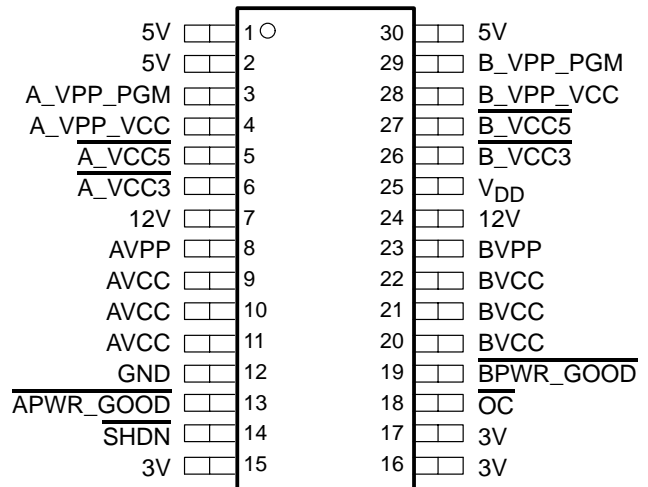 5V 1 30 5V
5V 2 29 B_VPP_PGM
A_VPP_PGM 3 28 B_VPP_VCC
A_VPP_VCC 4 27 B_VCC5
A_VCC5 5 26 B_VCC3
A_VCC3 6 25 VDD
12V 7 24 12V
AVPP 8 23 BVPP
AVCC 9 22 BVCC
AVCC 10 21 BVCC
AVCC 11 20 BVCC
GND 12 19 BPWR_GOOD
APWR_GOOD 13 18 OC
SHDN 14 17 3V
3V 15 16 3V